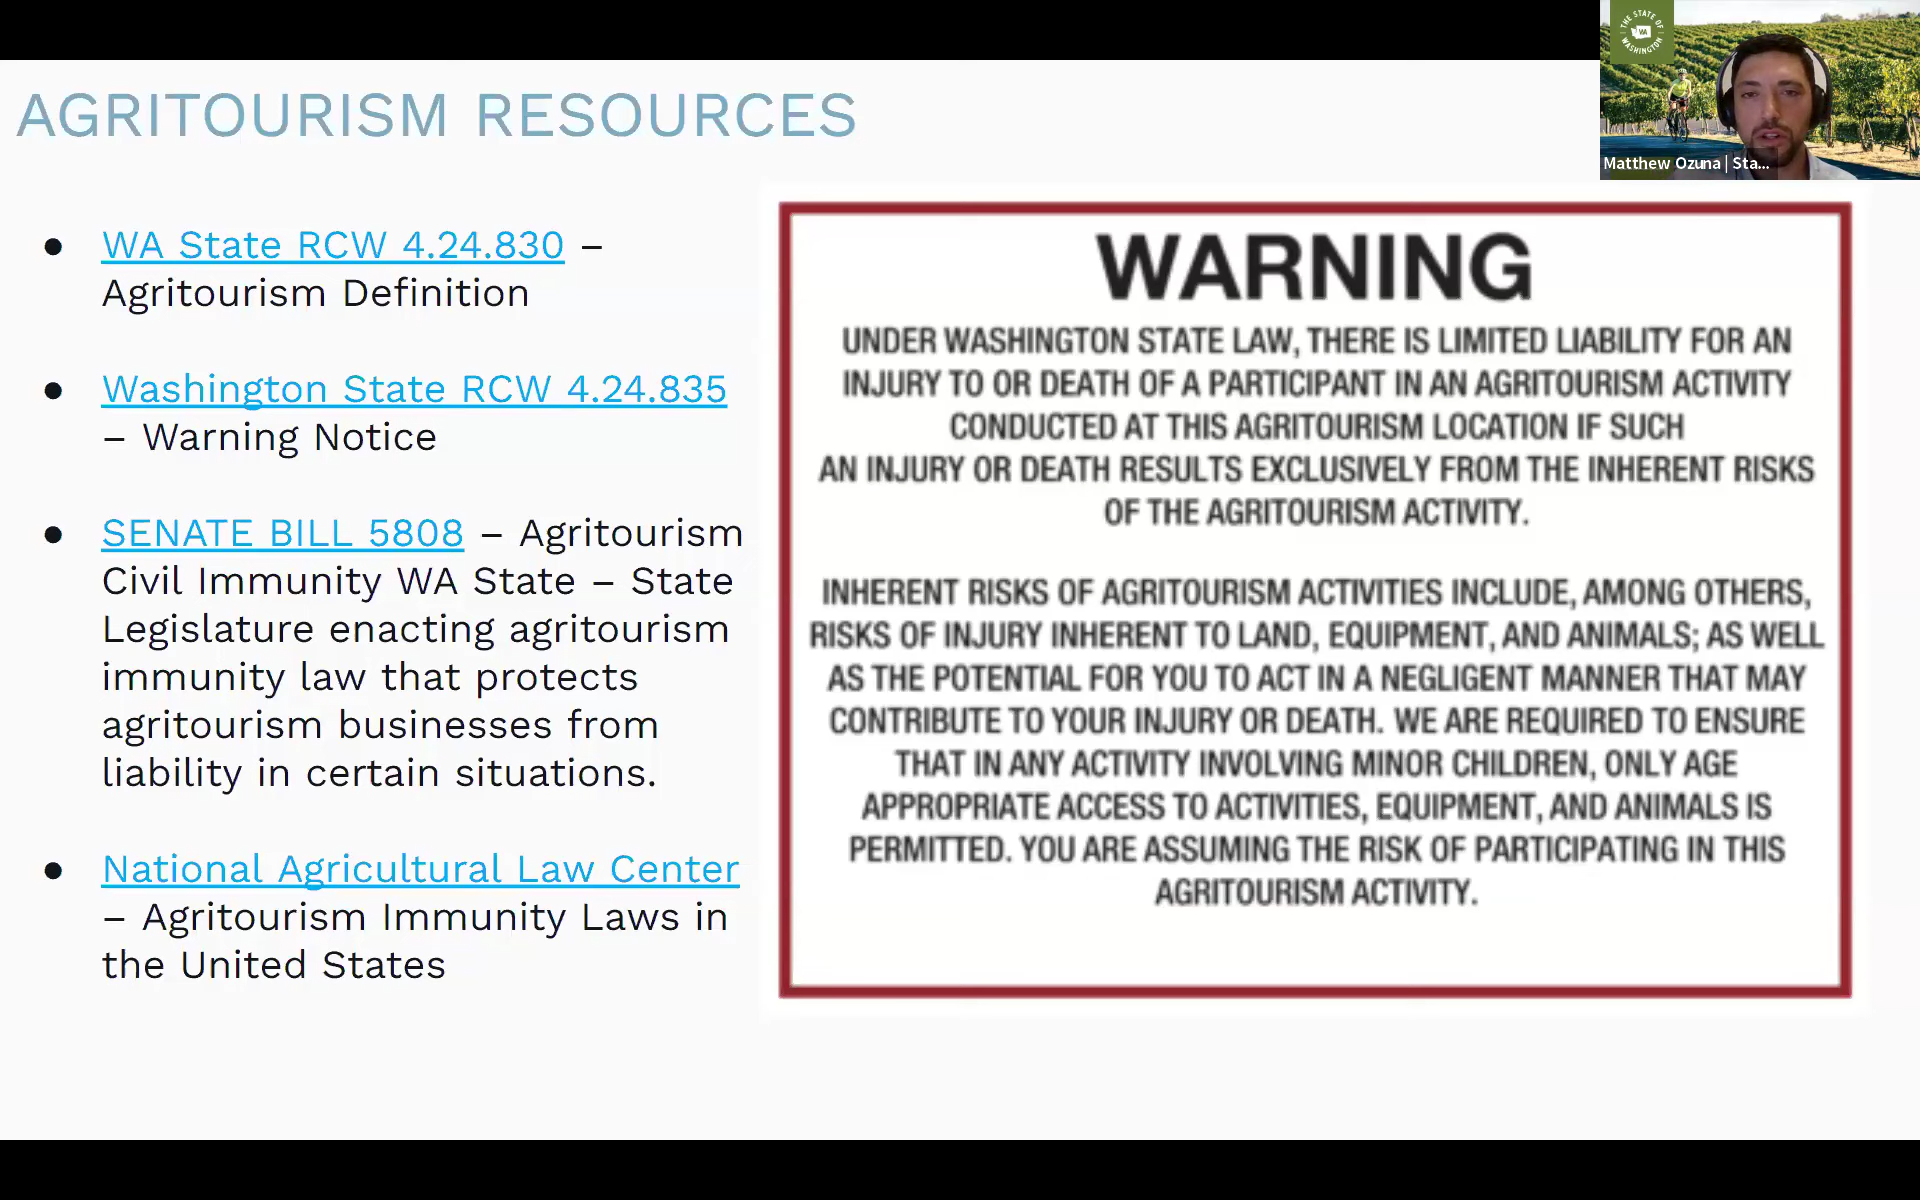 AGRITOURISM RESOURCES
THE STATE OF
WA
WASHINGTON
Matthew Ozuna | Sta...
● WA State RCW 4.24.830 –
Agritourism Definition
● Washington State RCW 4.24.835
– Warning Notice
● SENATE BILL 5808 – Agritourism
Civil Immunity WA State – State
Legislature enacting agritourism
immunity law that protects
agritourism businesses from
liability in certain situations.
● National Agricultural Law Center
– Agritourism Immunity Laws in
the United States
WARNING
UNDER WASHINGTON STATE LAW, THERE IS LIMITED LIABILITY FOR AN
INJURY TO OR DEATH OF A PARTICIPANT IN AN AGRITOURISM ACTIVITY
CONDUCTED AT THIS AGRITOURISM LOCATION IF SUCH
AN INJURY OR DEATH RESULTS EXCLUSIVELY FROM THE INHERENT RISKS
OF THE AGRITOURISM ACTIVITY.
INHERENT RISKS OF AGRITOURISM ACTIVITIES INCLUDE, AMONG OTHERS,
RISKS OF INJURY INHERENT TO LAND, EQUIPMENT, AND ANIMALS; AS WELL
AS THE POTENTIAL FOR YOU TO ACT IN A NEGLIGENT MANNER THAT MAY
CONTRIBUTE TO YOUR INJURY OR DEATH. WE ARE REQUIRED TO ENSURE
THAT IN ANY ACTIVITY INVOLVING MINOR CHILDREN, ONLY AGE
APPROPRIATE ACCESS TO ACTIVITIES, EQUIPMENT, AND ANIMALS IS
PERMITTED. YOU ARE ASSUMING THE RISK OF PARTICIPATING IN THIS
AGRITOURISM ACTIVITY.